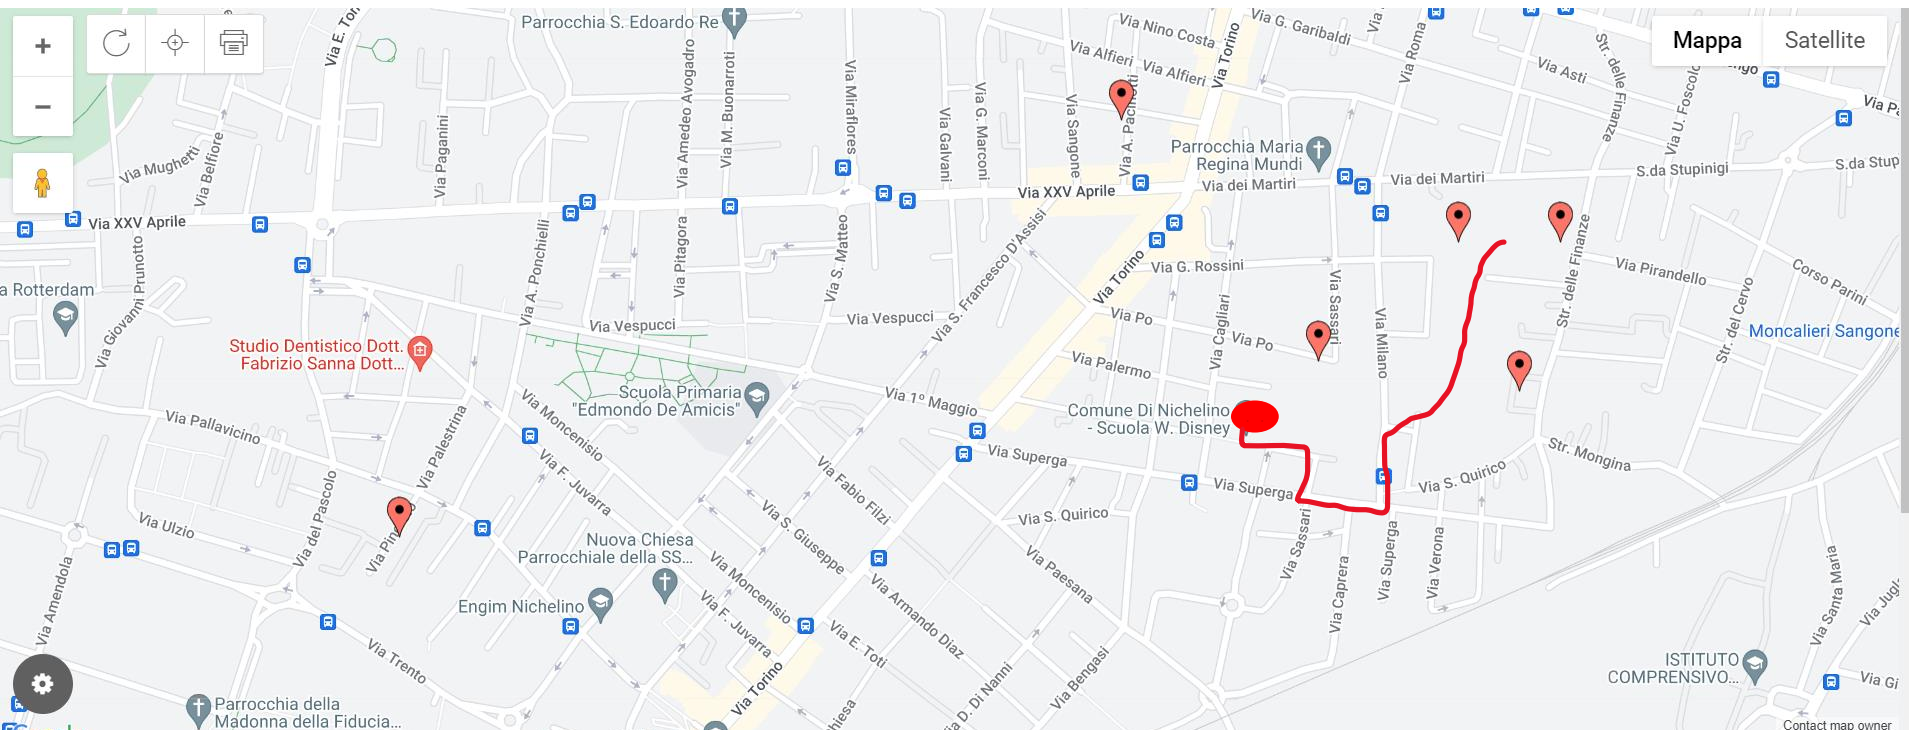 Parrocchia S. Edoardo Re
Via Nino Costa
Via G. Garibaldi
Via Roma
Mappa
Satellite
Via Alfieri
Via Alfieri
Via Torino
Via Asti
Str. delle Finanze
Via U. Foscolo
Via Mughetti
Via Belfiore
Via Paganini
Via Amedeo Avogadro
Via M. Buonarroti
Via Miraflores
Via Galvani
Via G. Marconi
Via Sangone
Via A. Pacinotti
Parrocchia Maria
Regina Mundi
Via XXV Aprile
Via XXV Aprile
Via dei Martiri
Via dei Martiri
S.da Stupinigi
S.da Stup
Via Giovanni Prunotto
Via A. Ponchielli
Via Pitagora
Via S. Matteo
Via S. Francesco D'Assisi
Via Torino
Via G. Rossini
Via Sassari
Str. delle Finanze
Via Pirandello
Corso Parini
Str. del Cervo
a Rotterdam
Via Vespucci
Via Vespucci
Via Po
Via Po
Via Cagliari
Via Milano
Moncalieri Sangone
Studio Dentistico Dott.
Fabrizio Sanna Dott...
Via Palermo
Scuola Primaria
"Edmondo De Amicis"
Via 1º Maggio
Comune Di Nichelino
- Scuola W. Disney
Via Pallavicino
Via Palestrina
Via Moncenisio
Via F. Juvarra
Via Superga
Via Superga
Via S. Quirico
Str. Mongina
Via Fabio Filzi
Via S. Giuseppe
Via S. Quirico
Via Ulzio
Via del Pascolo
Nuova Chiesa
Parrocchiale della SS...
Via Moncenisio
Via Paesana
Via Sassari
Via Caprera
Via Superga
Via Verona
Via Santa Maria
Via Amendola
Engim Nichelino
Via F. Juvarra
Via Armando Diaz
Via E. Toti
Via Trento
Via Torino
Via D. Di Nanni
Via Bengasi
ISTITUTO
COMPRENSIVO...
Via Gi
Parrocchia della
Madonna della Fiducia...
Contact map owner